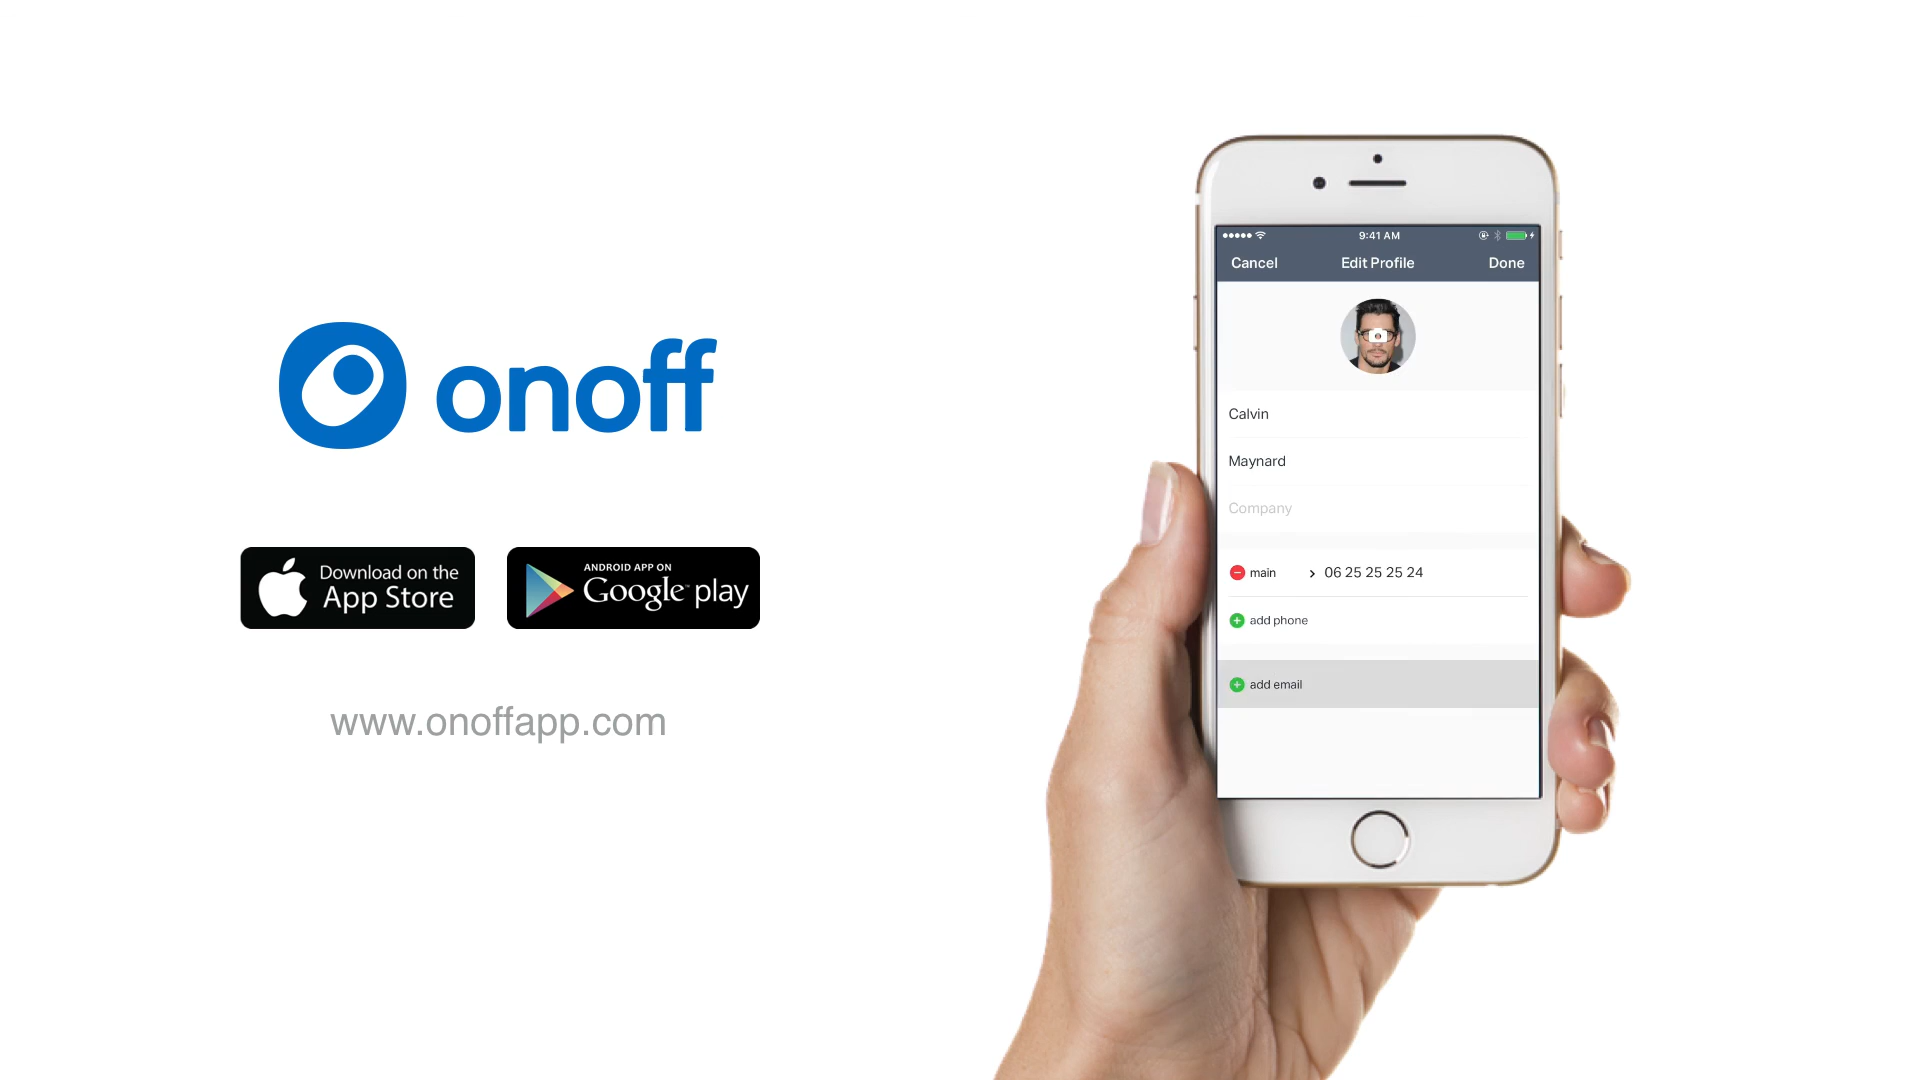 onoff
Download on the
App Store
ANDROID APP ON
Google play
www.onoffapp.com
9:41 AM
Cancel Edit Profile Done
Calvin
Maynard
Company
main 06 25 25 25 24
add phone
add email